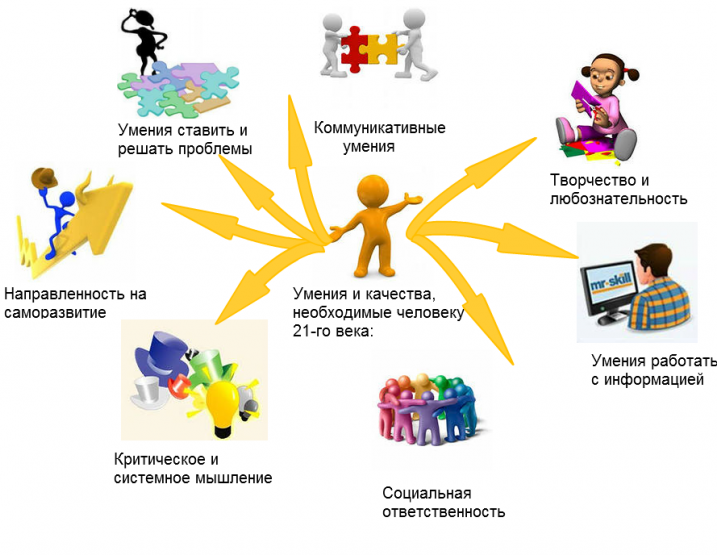 Умения ставить и
решать проблемы
Коммуникативные
умения
Творчество и
любознательность
Направленность на
саморазвитие
Умения и качества,
необходимые человеку
21-го века:
mr-skill
Умения работать
с информацией
Критическое и
системное мышление
Социальная
ответственность